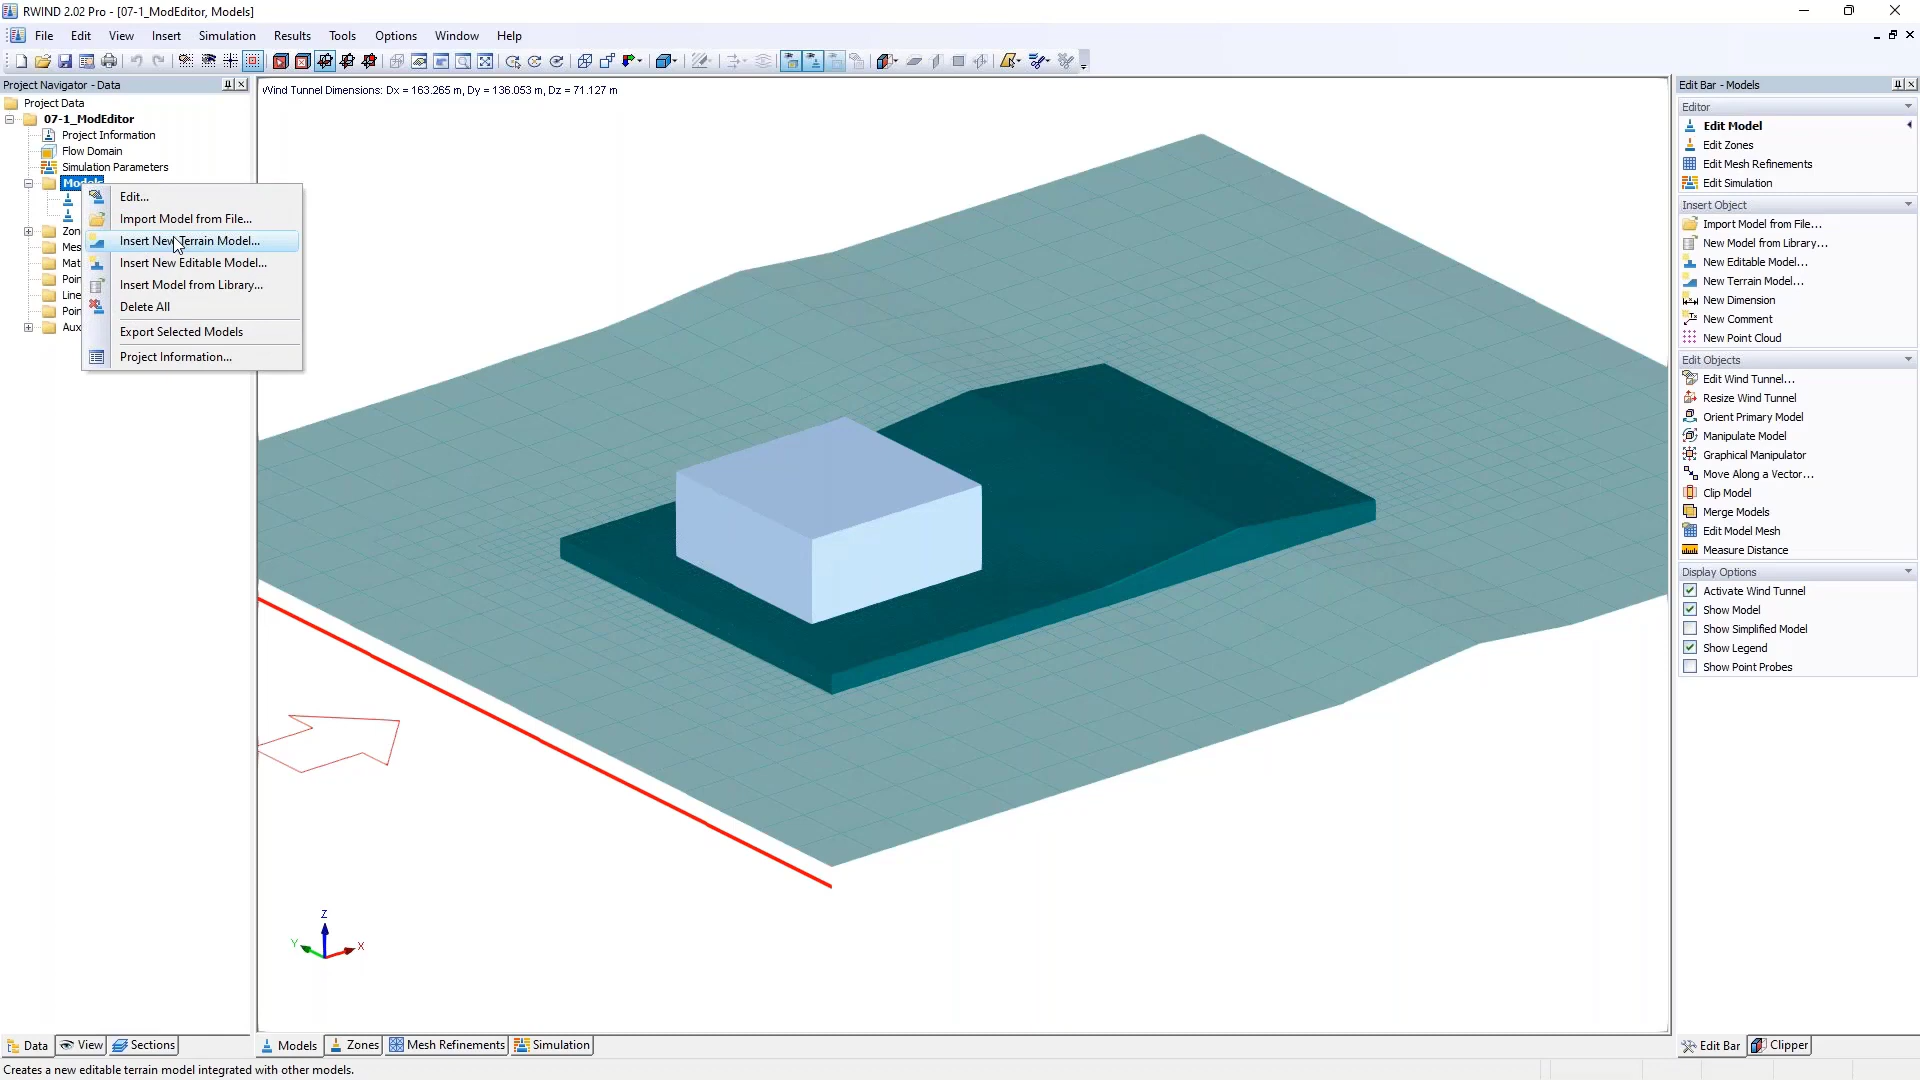 RWIND 2.02 Pro - [07-1_ModEditor, Models]
File Edit View Insert Simulation Results Tools Options Window Help
Project Navigator - Data
Project Data
07-1_ModEditor
Project Information
Flow Domain
Simulation Parameters
Models
Zon
Mes
Mat
Poin
Line
Poin
Aux
Edit...
Import Model from File...
Insert New Terrain Model...
Insert New Editable Model...
Insert Model from Library...
Delete All
Export Selected Models
Project Information...
Wind Tunnel Dimensions: Dx = 163.265 m, Dy = 136.053 m, Dz = 71.127 m
Z
Y
X
Edit Bar - Models
Editor
Edit Model
Edit Zones
Edit Mesh Refinements
Edit Simulation
Insert Object
Import Model from File...
New Model from Library...
New Editable Model...
New Terrain Model...
New Dimension
New Comment
New Point Cloud
Edit Objects
Edit Wind Tunnel...
Resize Wind Tunnel
Orient Primary Model
Manipulate Model
Graphical Manipulator
Move Along a Vector...
Clip Model
Merge Models
Edit Model Mesh
Measure Distance
Display Options
Activate Wind Tunnel
Show Model
Show Simplified Model
Show Legend
Show Point Probes
Data View Sections
Models Zones Mesh Refinements Simulation
Edit Bar Clipper
Creates a new editable terrain model integrated with other models.